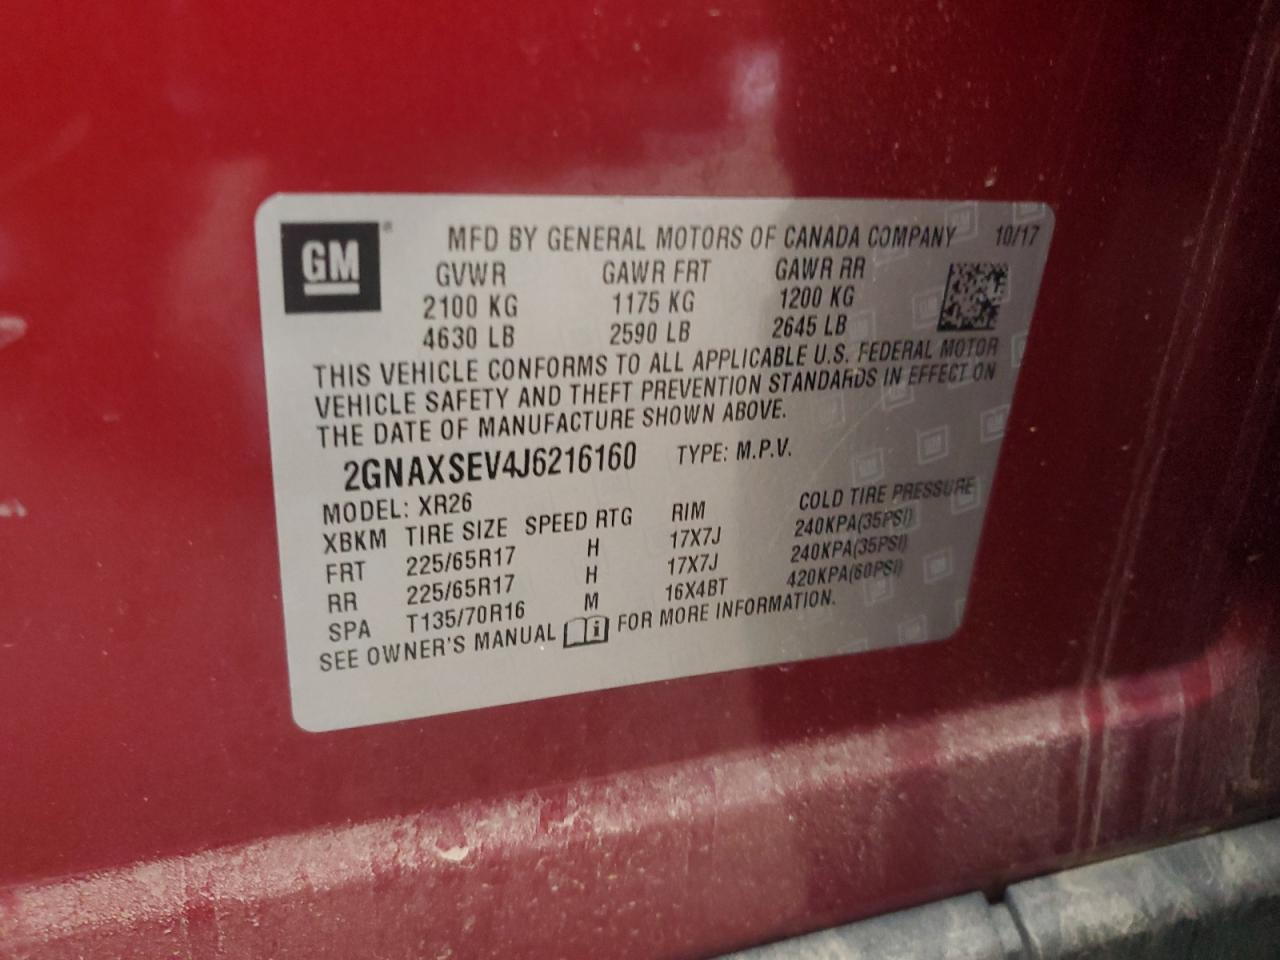 GM ®
MFD BY GENERAL MOTORS OF CANADA COMPANY 10/17
GVWR GAWR FRT GAWR RR
2100 KG 1175 KG 1200 KG
4630 LB 2590 LB 2645 LB
THIS VEHICLE CONFORMS TO ALL APPLICABLE U.S. FEDERAL MOTOR
VEHICLE SAFETY AND THEFT PREVENTION STANDARDS IN EFFECT ON
THE DATE OF MANUFACTURE SHOWN ABOVE.
2GNAXSEV4J6216160 TYPE: M.P.V.
MODEL: XR26
XBKM TIRE SIZE SPEED RTG RIM COLD TIRE PRESSURE
FRT 225/65R17 H 17X7J 240KPA(35PSI)
RR 225/65R17 H 17X7J 240KPA(35PSI)
SPA T135/70R16 M 16X4BT 420KPA(60PSI)
SEE OWNER'S MANUAL i FOR MORE INFORMATION.